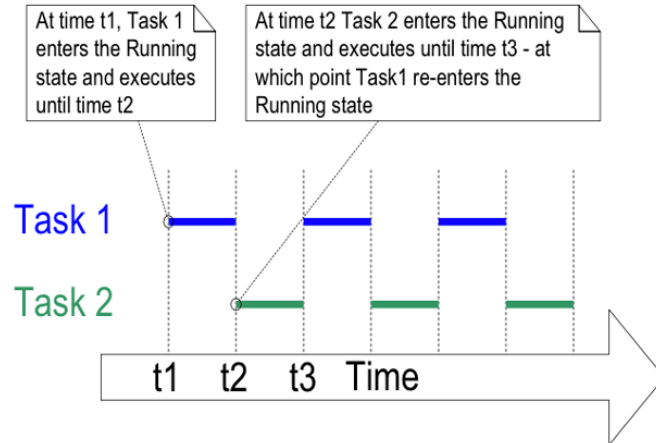 At time t1, Task 1
enters the Running
state and executes
until time t2
At time t2 Task 2 enters the Running
state and executes until time t3 - at
which point Task1 re-enters the
Running state
Task 1
Task 2
t1 t2 t3 Time